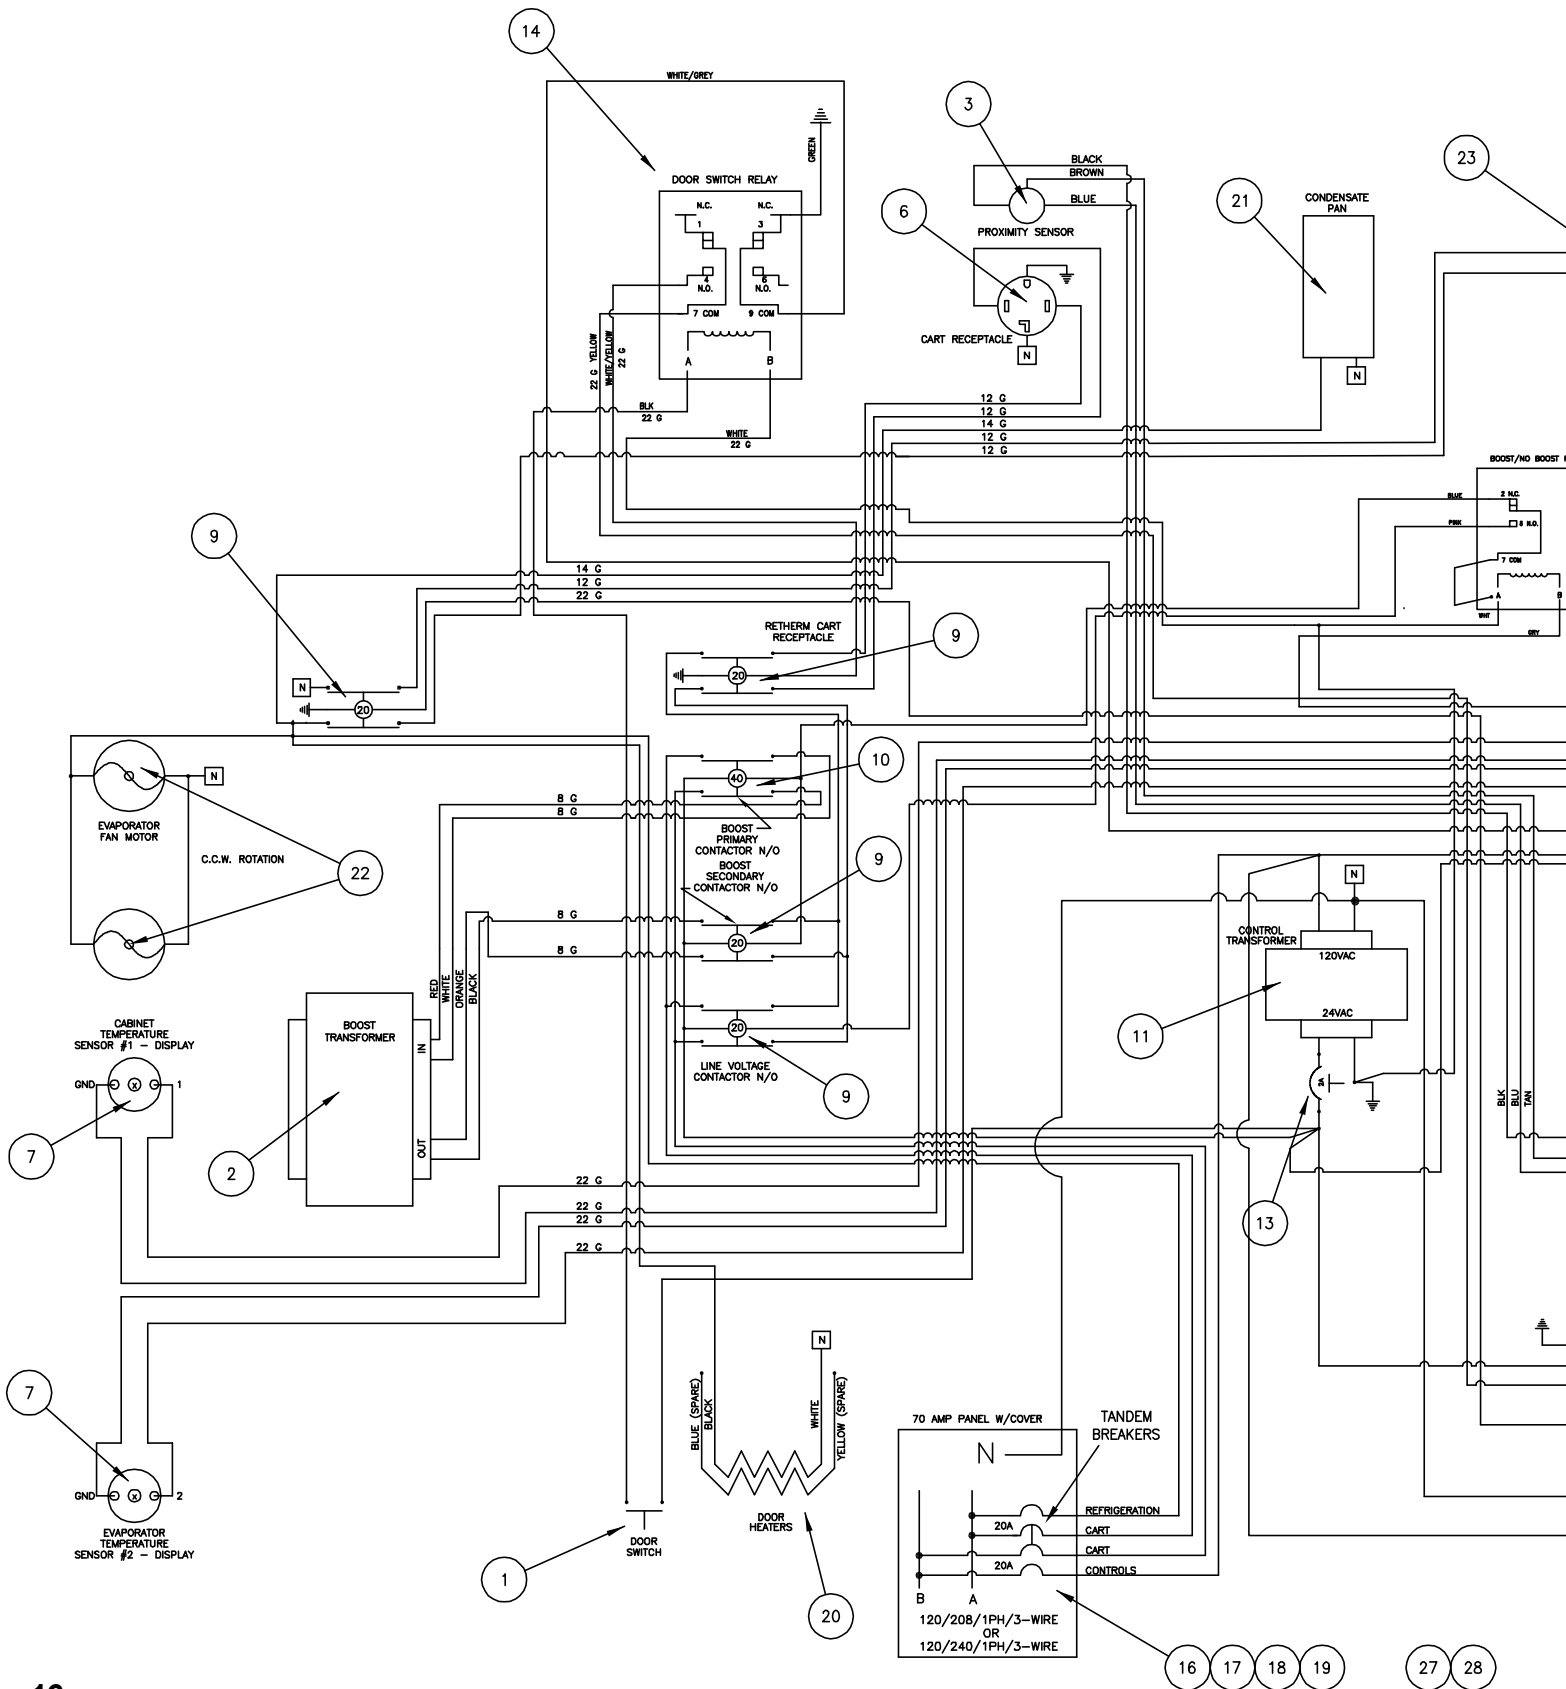 14
WHITE/GREY
3
GREEN
BLACK
BROWN
BLUE
23
DOOR SWITCH RELAY
N.C.
N.C.
1
3
4
N.O.
6
N.O.
7 COM
9 COM
A
B
6
PROXIMITY SENSOR
CART RECEPTACLE
N
21
CONDENSATE
PAN
N
22 G YELLOW
WHITE/YELLOW
22 G
BLK
22 G
WHITE
22 G
12 G
12 G
14 G
12 G
12 G
BOOST/NO BOOST
BLUE
2 N.C.
PINK
5 N.O.
7 COM
A
B
WHT
GRY
9
14 G
12 G
22 G
N
20
RETHERM CART
RECEPTACLE
9
20
N
EVAPORATOR
FAN MOTOR
C.C.W. ROTATION
22
8 G
8 G
40
10
BOOST
PRIMARY
CONTACTOR N/O
BOOST
SECONDARY
CONTACTOR N/O
9
8 G
8 G
20
RED
WHITE
ORANGE
BLACK
N
CONTROL
TRANSFORMER
120VAC
24VAC
11
2A
13
BLK
BLU
TAN
BOOST
TRANSFORMER
IN
OUT
2
20
LINE VOLTAGE
CONTACTOR N/O
9
CABINET
TEMPERATURE
SENSOR #1 - DISPLAY
GND
X
1
7
22 G
22 G
22 G
22 G
7
GND
X
2
EVAPORATOR
TEMPERATURE
SENSOR #2 - DISPLAY
N
BLUE (SPARE)
BLACK
WHITE
YELLOW (SPARE)
DOOR
HEATERS
DOOR
SWITCH
1
20
70 AMP PANEL W/COVER
TANDEM
BREAKERS
N
REFRIGERATION
20A
CART
CART
20A
CONTROLS
B
A
120/208/1PH/3-WIRE
OR
120/240/1PH/3-WIRE
16
17
18
19
27
28